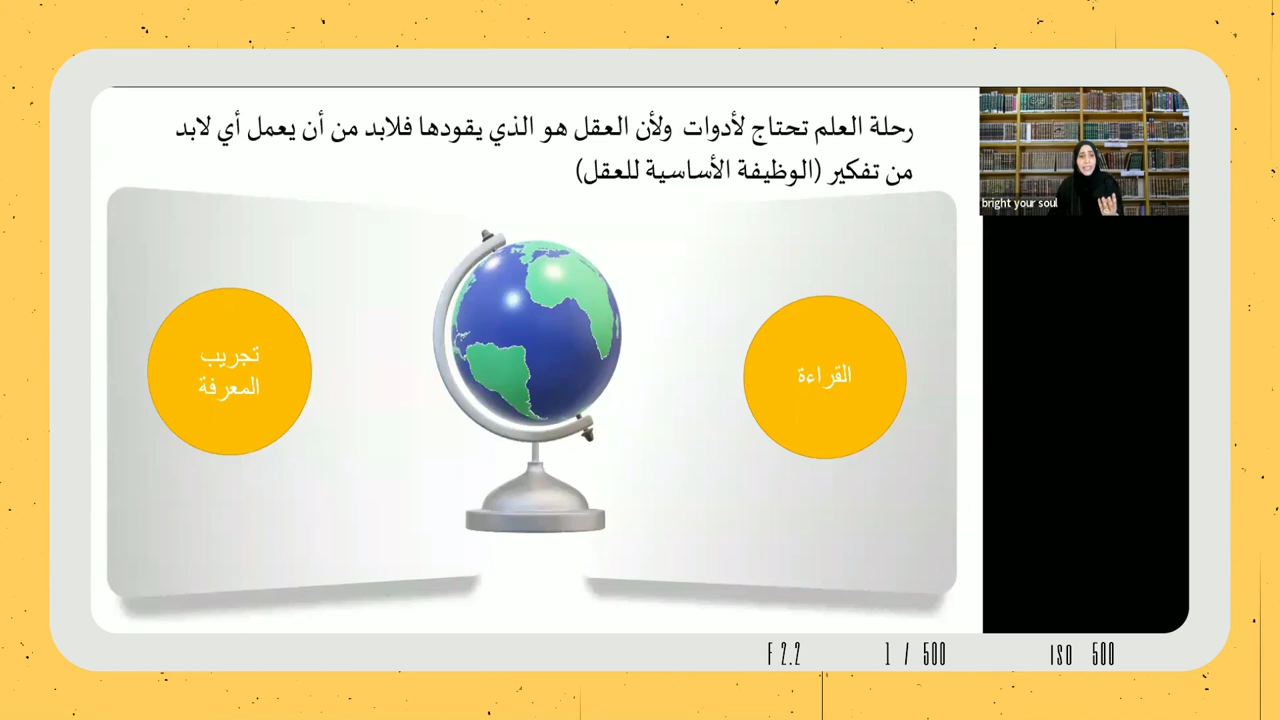 رحلة العلم تحتاج لأدوات ولأن العقل هو الذي يقودها فلابد من أن يعمل أي لابد
من تفكير (الوظيفة الأساسية للعقل)
القراءة
تجريب
المعرفة
bright your soul
F 2.2 1 / 500 ISO 500